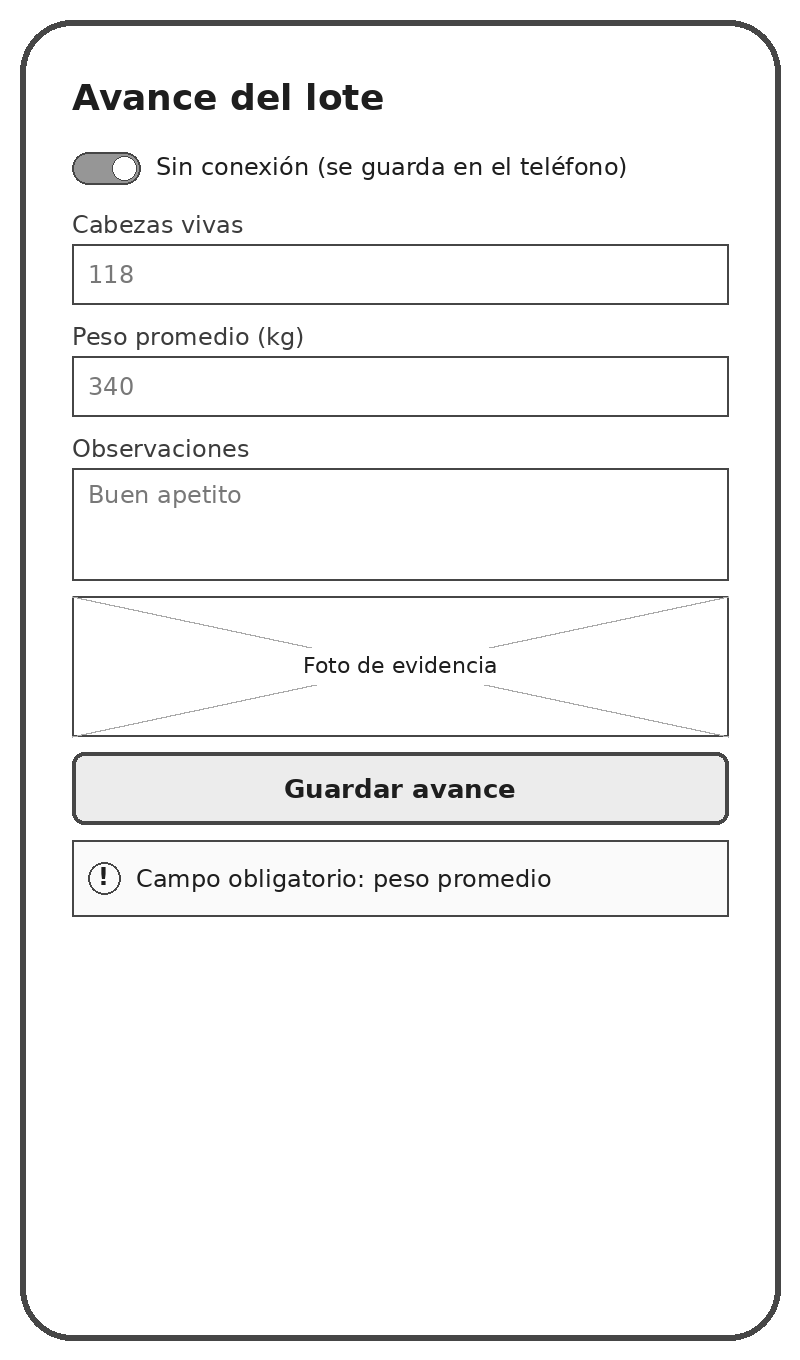 Avance del lote
Sin conexión (se guarda en el teléfono)
Cabezas vivas
118
Peso promedio (kg)
340
Observaciones
Buen apetito
Foto de evidencia
Guardar avance
! Campo obligatorio: peso promedio